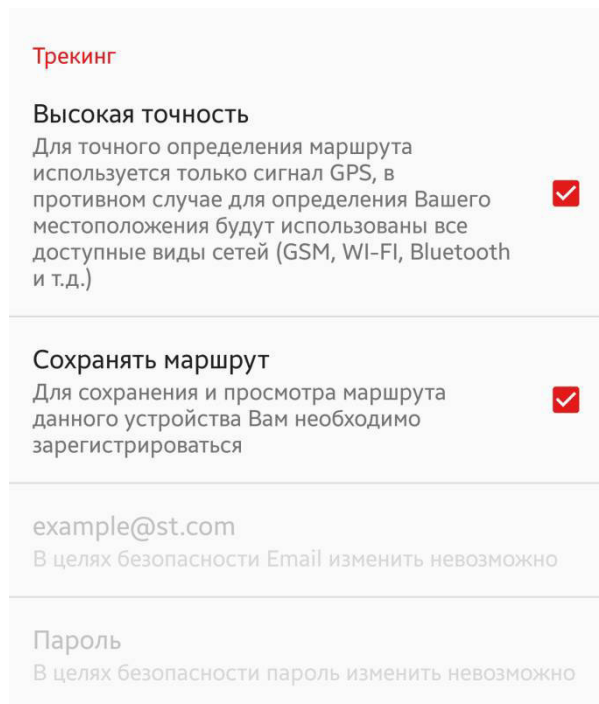 Трекинг
Высокая точность
Для точного определения маршрута
используется только сигнал GPS, в
противном случае для определения Вашего
местоположения будут использованы все
доступные виды сетей (GSM, WI-FI, Bluetooth
и т.д.)
Сохранять маршрут
Для сохранения и просмотра маршрута
данного устройства Вам необходимо
зарегистрироваться
example@st.com
В целях безопасности Email изменить невозможно
Пароль
В целях безопасности пароль изменить невозможно